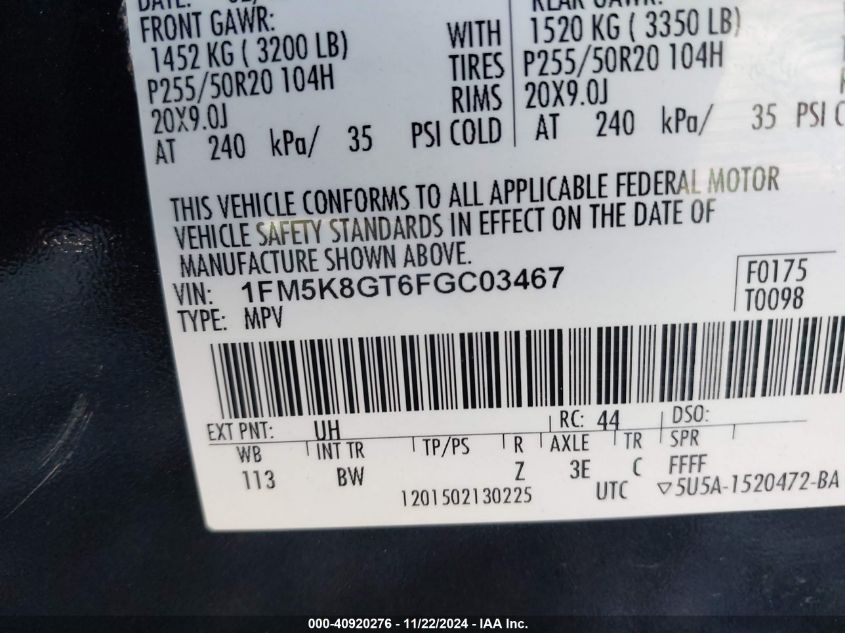 FRONT GAWR:
1452 KG ( 3200 LB)
P255/50R20 104H
20X9.0J
AT 240 kPa/ 35 PSI COLD
WITH
TIRES
RIMS
1520 KG ( 3350 LB)
P255/50R20 104H
20X9.0J
AT 240 kPa/ 35 PSI
THIS VEHICLE CONFORMS TO ALL APPLICABLE FEDERAL MOTOR
VEHICLE SAFETY STANDARDS IN EFFECT ON THE DATE OF
MANUFACTURE SHOWN ABOVE.
VIN: 1FM5K8GT6FGC03467
TYPE: MPV
F0175
T0098
EXT PNT: UH RC: 44 DSO:
WB INT TR TP/PS R AXLE TR SPR
113 BW Z 3E C FFFF
1201502130225 UTC ▽5U5A-1520472-BA
000-40920276 - 11/22/2024 - IAA Inc.